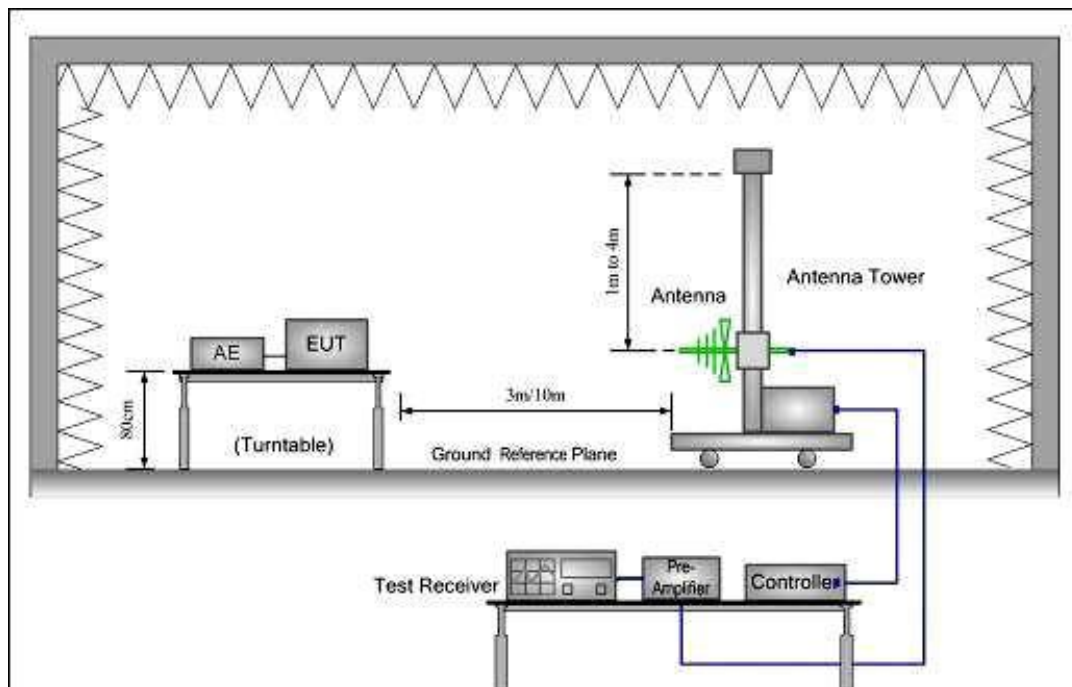 1m to 4m
Antenna Tower
Antenna
AE
EUT
80cm
3m/10m
(Turntable)
Ground Reference Plane
Test Receiver
Pre-
Amplifier
Controller